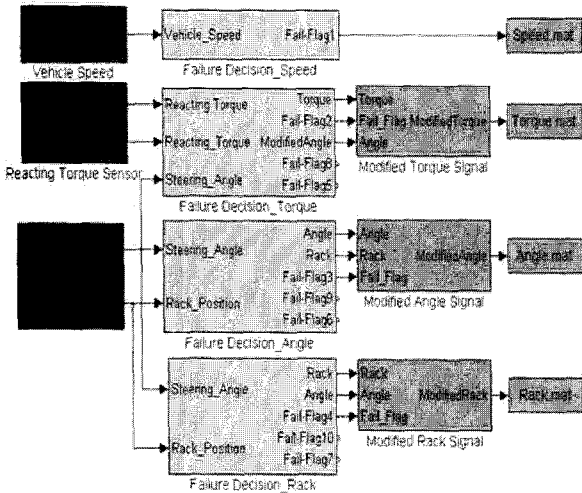 Vehicle_Speed Fail-Flag1 Speed.mat
Vehicle Speed Failure Decision_Speed
Reacting Torque Torque Torque
Fail-Flag2 Fail_Flag ModifiedTorque Torque.mat
Reacting_Torque ModifiedAngle Angle
Fail-Flag8
Reacting Torque Sensor Modified Torque Signal
Steering_Angle Fail-Flag5
Failure Decision_Torque
Angle Angle
Steering_Angle Rack Rack ModifiedAngle Angle.mat
Fail-Flag3 Fail_Flag
Rack_Position Fail-Flag9 Modified Angle Signal
Fail-Flag6
Failure Decision_Angle
Rack Rack
Steering_Angle Angle Angle ModifiedRack Rack.mat
Fail-Flag4 Fail_Flag
Rack_Position Fail-Flag10 Modified Rack Signal
Fail-Flag7
Failure Decision_Rack